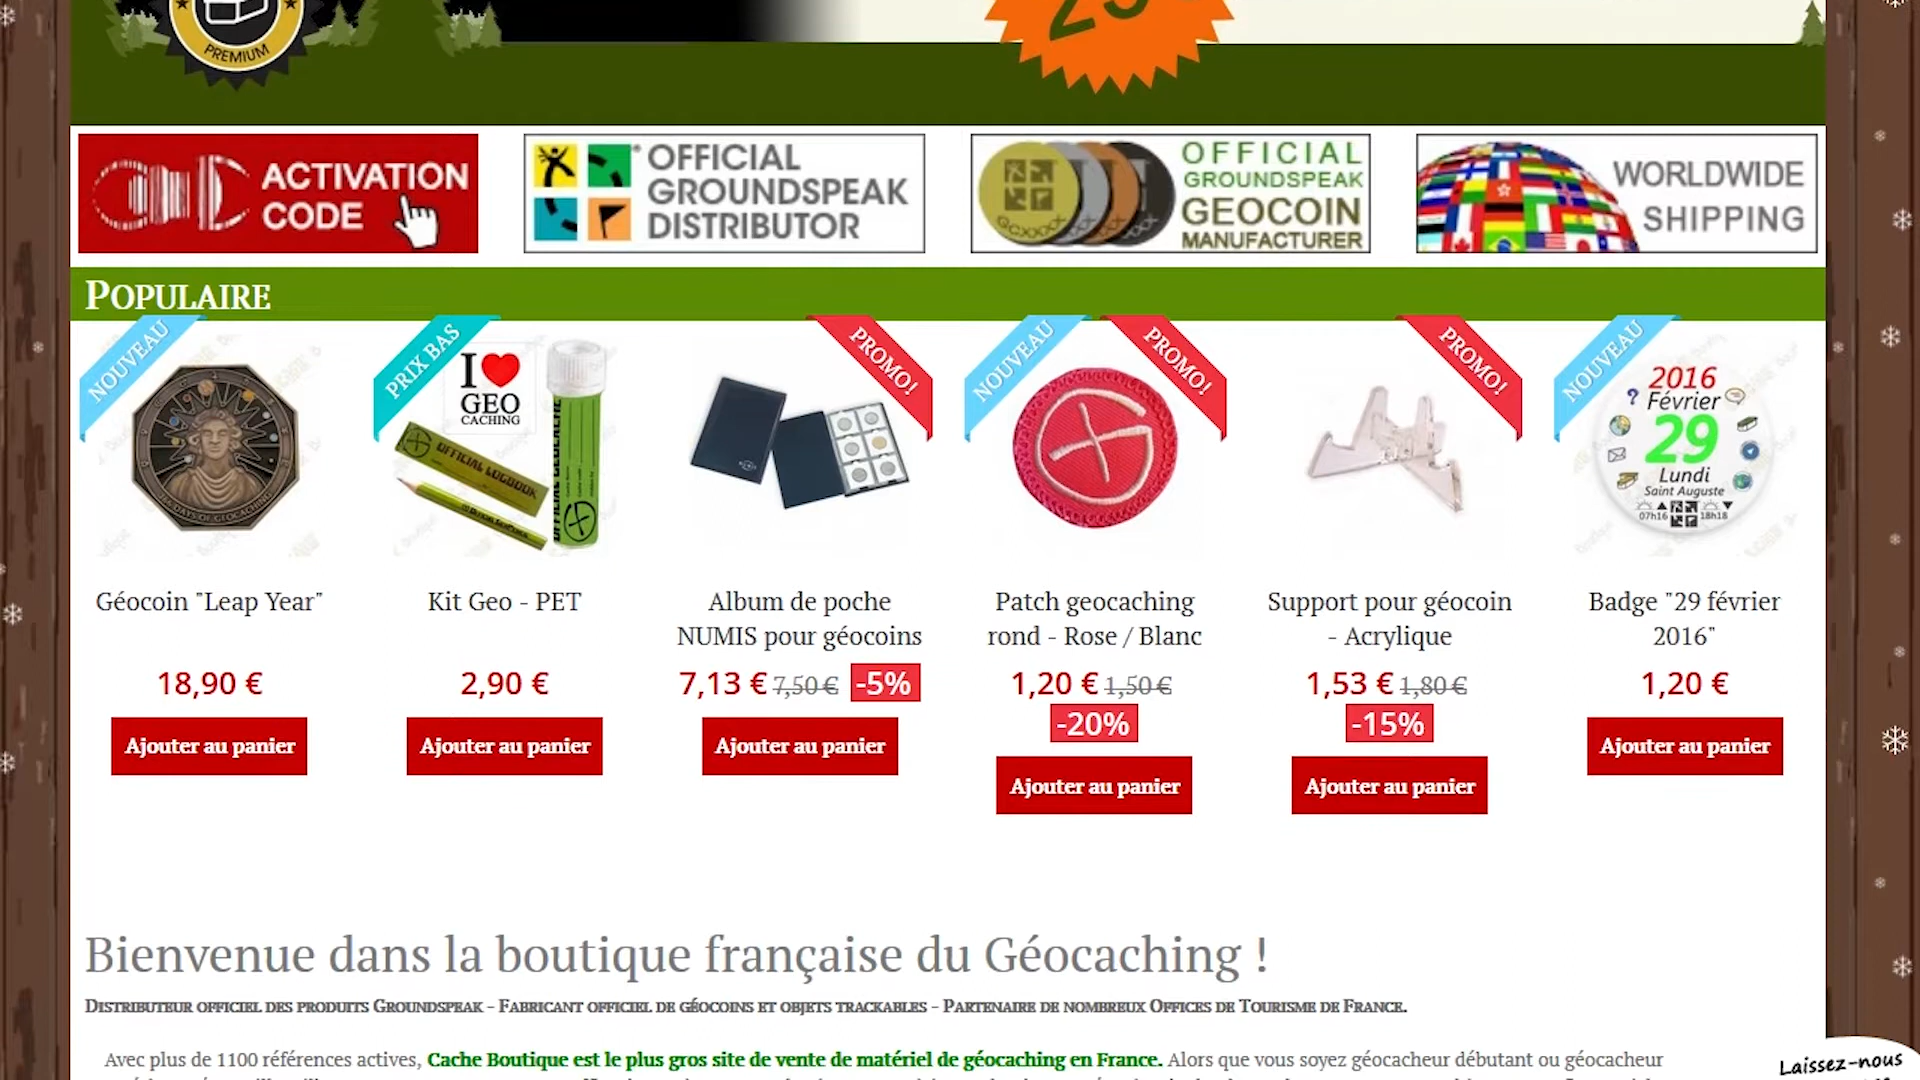 PREMIUM
ACTIVATION
CODE
OFFICIAL
GROUNDSPEAK
DISTRIBUTOR
GCXXXX
OFFICIAL
GROUNDSPEAK
GEOCOIN
MANUFACTURER
WORLDWIDE
SHIPPING
POPULAIRE
NOUVEAU
PRIX BAS
PROMO!
NOUVEAU
PROMO!
PROMO!
NOUVEAU
I
GEO
CACHING
OFFICIAL LOGBOOK
2016
Février
29
Lundi
Saint Auguste
07h16 18h18
Géocoin "Leap Year"
18,90 €
Ajouter au panier
Kit Geo - PET
2,90 €
Ajouter au panier
Album de poche
NUMIS pour géocoins
7,13 € 7,50 € -5%
Ajouter au panier
Patch geocaching
rond - Rose / Blanc
1,20 € 1,50 €
-20%
Ajouter au panier
Support pour géocoin
- Acrylique
1,53 € 1,80 €
-15%
Ajouter au panier
Badge "29 février
2016"
1,20 €
Ajouter au panier
Bienvenue dans la boutique française du Géocaching !
Distributeur officiel des produits Groundspeak - Fabricant officiel de géocoins et objets trackables - Partenaire de nombreux Offices de Tourisme de France.
Avec plus de 1100 références actives, Cache Boutique est le plus gros site de vente de matériel de géocaching en France. Alors que vous soyez géocacheur débutant ou géocacheur
Laissez-nous